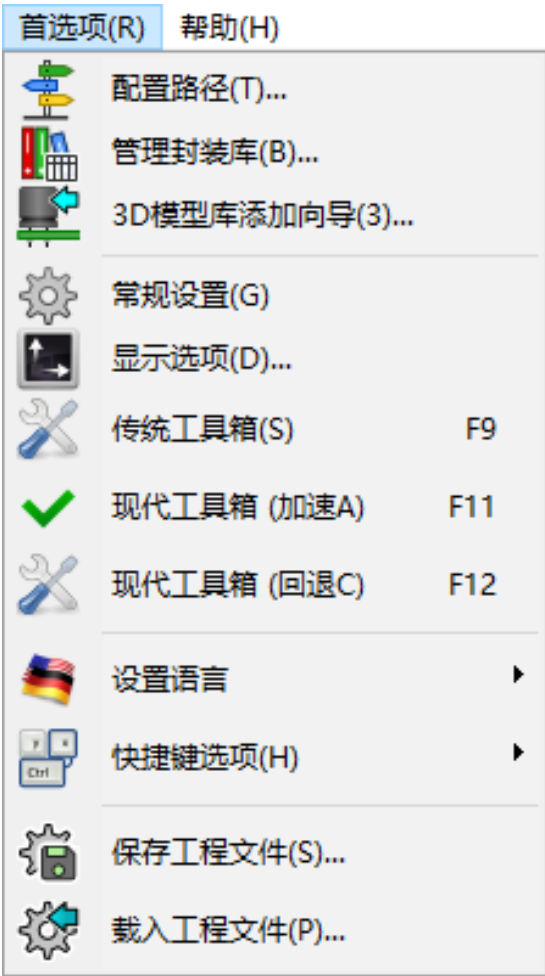 首选项(R) 帮助(H)
配置路径(T)...
管理封装库(B)...
3D模型库添加向导(3)...
常规设置(G)
显示选项(D)...
传统工具箱(S) F9
现代工具箱 (加速A) F11
现代工具箱 (回退C) F12
设置语言
y x
快捷键选项(H)
Ctrl
保存工程文件(S)...
载入工程文件(P)...